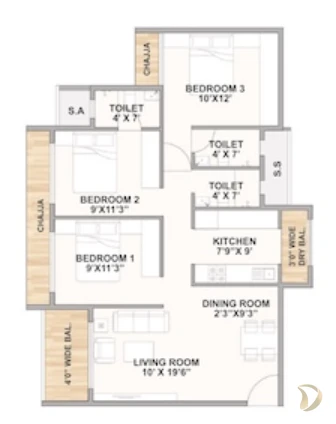 CHAJJA
BEDROOM 3
10'X12'
S.A
TOILET
4' X 7'
TOILET
4' X 7'
S.S
TOILET
4' X 7'
CHAJJA
BEDROOM 2
9'X11'3"
KITCHEN
7'9"X 9'
3'0" WIDE
DRY BAL.
BEDROOM 1
9'X11'3"
DINING ROOM
2'3"X9'3"
4'0" WIDE BAL.
LIVING ROOM
10' X 19'6"